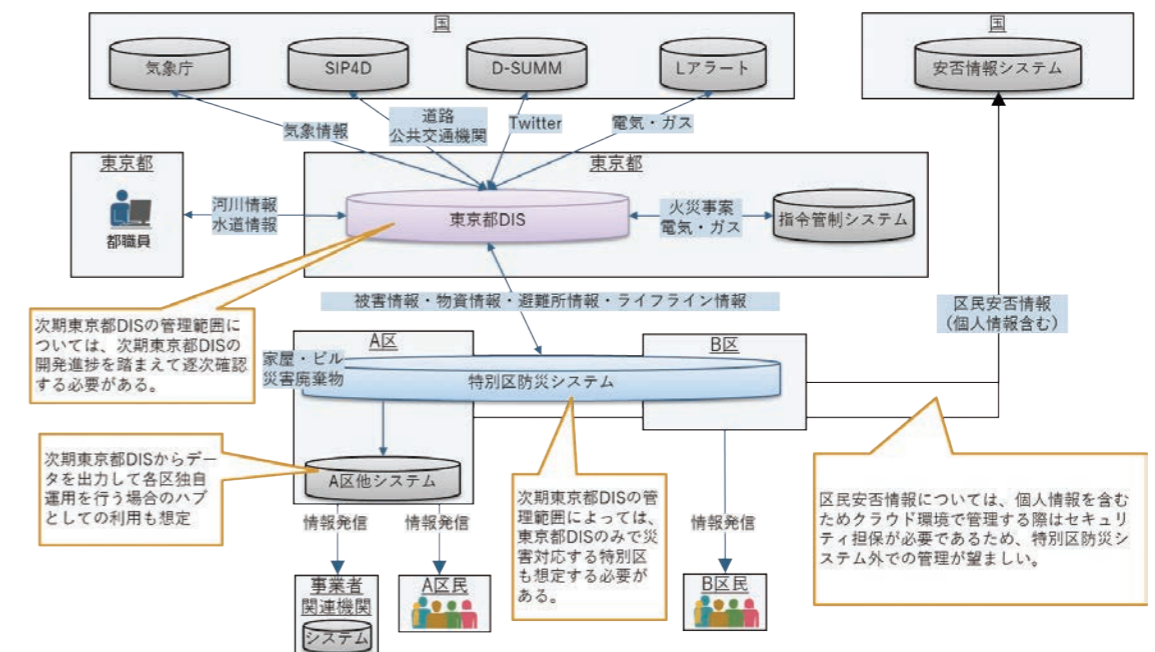 国
気象庁
SIP4D
D-SUMM
Lアラート
国
安否情報システム
気象情報
道路
公共交通機関
Twitter
電気・ガス
東京都
都職員
河川情報
水道情報
東京都
東京都DIS
火災事案
電気・ガス
指令管制システム
被害情報・物資情報・避難所情報・ライフライン情報
区民安否情報
（個人情報含む）
次期東京都DISの管理範囲に
ついては、次期東京都DISの
開発進捗を踏まえて逐次確認
する必要がある。
A区
B区
家屋・ビル
災害廃棄物
特別区防災システム
次期東京都DISからデー
タを出力して各区独自
運用を行う場合のハブ
としての利用も想定
A区他システム
次期東京都DISの管
理範囲によっては、
東京都DISのみで災
害対応する特別区
も想定する必要が
ある。
区民安否情報については、個人情報を含む
ためクラウド環境で管理する際はセキュリ
ティ担保が必要であるため、特別区防災シ
ステム外での管理が望ましい。
情報発信
情報発信
情報発信
事業者
関連機関
システム
A区民
B区民